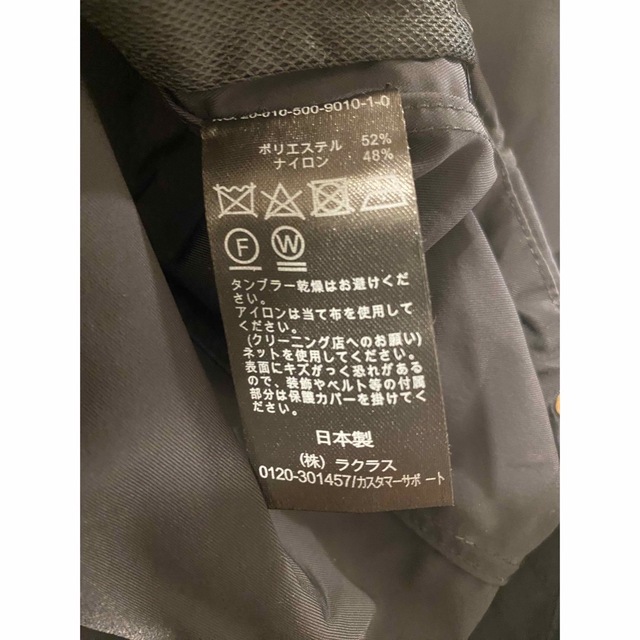 20-010-500-9010-1-0
ポリエステル 52%
ナイロン 48%
F W
タンブラー乾燥はお避けくだ
さい。
アイロンは当て布を使用して
ください。
(クリーニング店へのお願い)
ネットを使用してください。
表面にキズがつく恐れがある
ので、装飾やベルト等の付属
部分は保護カバーを掛けてく
ださい。
日本製
(株) ラクラス
0120-301457/カスタマーサポート